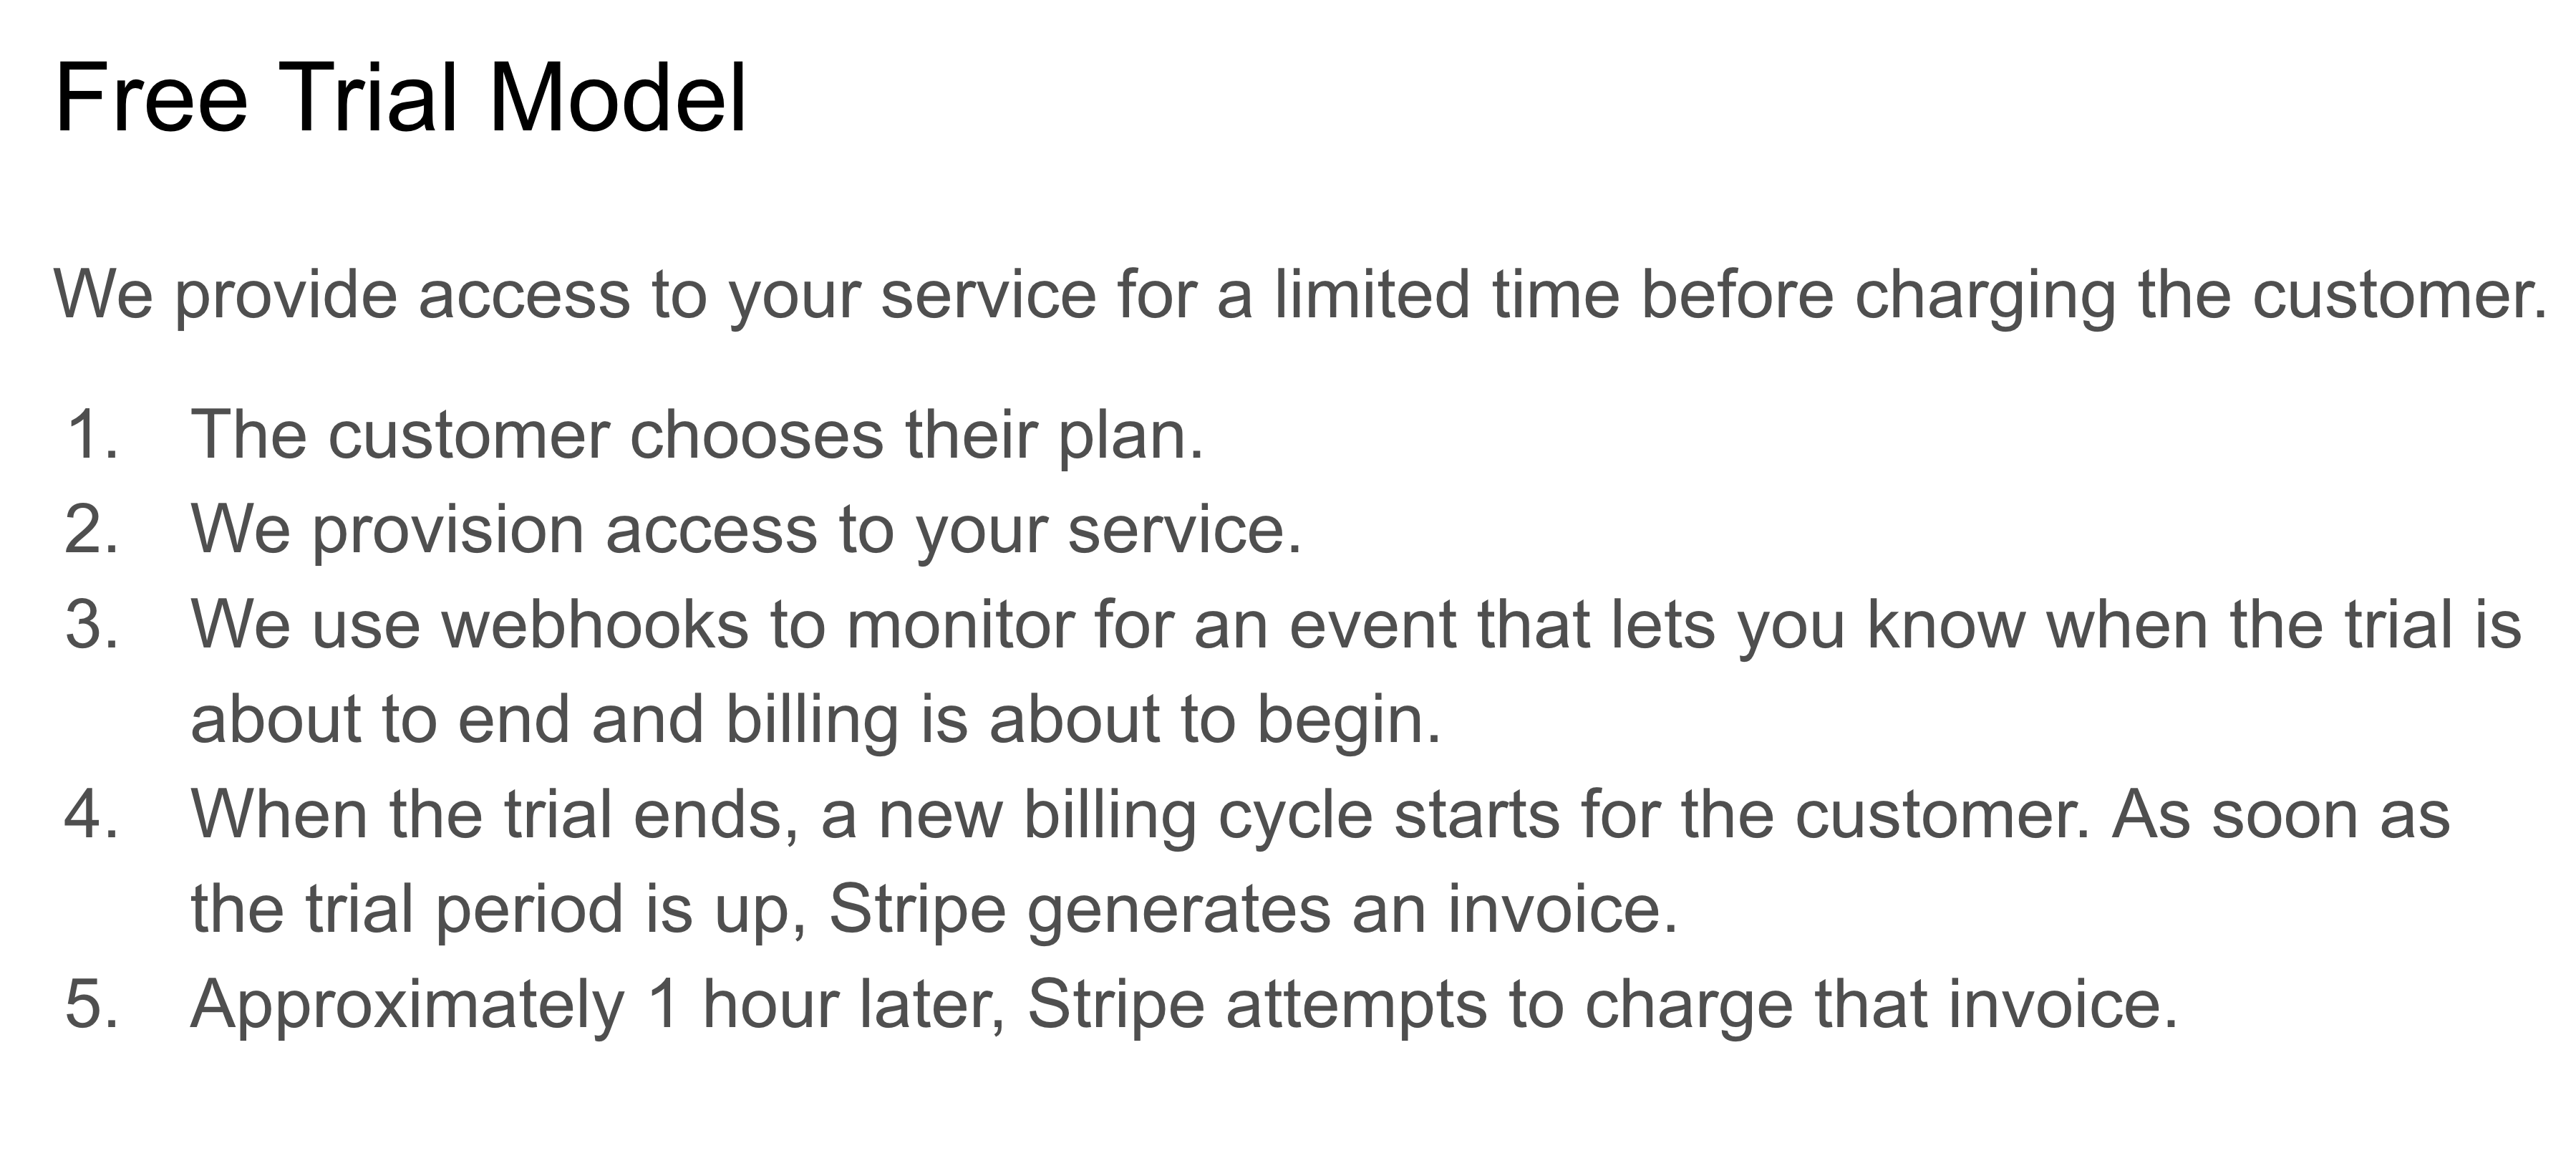 Free Trial Model
We provide access to your service for a limited time before charging the customer.
1. The customer chooses their plan.
2. We provision access to your service.
3. We use webhooks to monitor for an event that lets you know when the trial is
about to end and billing is about to begin.
4. When the trial ends, a new billing cycle starts for the customer. As soon as
the trial period is up, Stripe generates an invoice.
5. Approximately 1 hour later, Stripe attempts to charge that invoice.